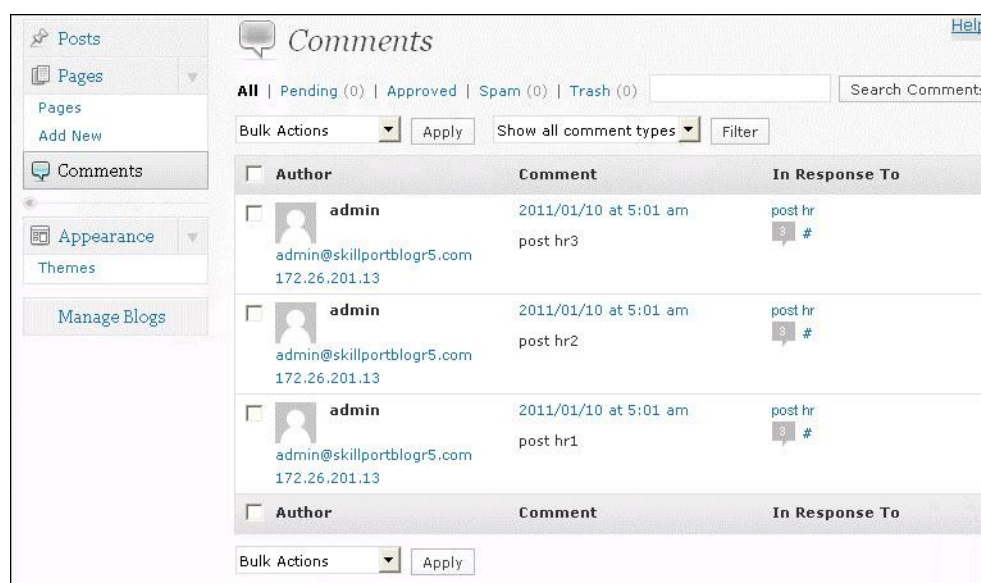 Posts
Pages
Pages
Add New
Comments
Appearance
Themes
Manage Blogs
Help
Comments
All | Pending (0) | Approved | Spam (0) | Trash (0)
Search Comments
Bulk Actions Apply Show all comment types Filter
Author Comment In Response To
admin 2011/01/10 at 5:01 am post hr
post hr3 3 #
admin@skillportblogr5.com
172.26.201.13
admin 2011/01/10 at 5:01 am post hr
post hr2 3 #
admin@skillportblogr5.com
172.26.201.13
admin 2011/01/10 at 5:01 am post hr
post hr1 3 #
admin@skillportblogr5.com
172.26.201.13
Author Comment In Response To
Bulk Actions Apply